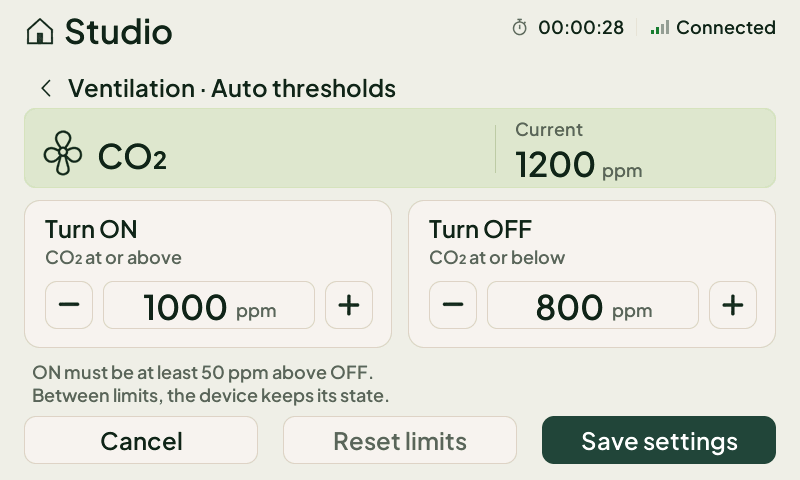 Studio
00:00:28
Connected
Ventilation · Auto thresholds
CO₂
Current
1200 ppm
Turn ON
CO₂ at or above
− 1000 ppm +
Turn OFF
CO₂ at or below
− 800 ppm +
ON must be at least 50 ppm above OFF.
Between limits, the device keeps its state.
Cancel
Reset limits
Save settings